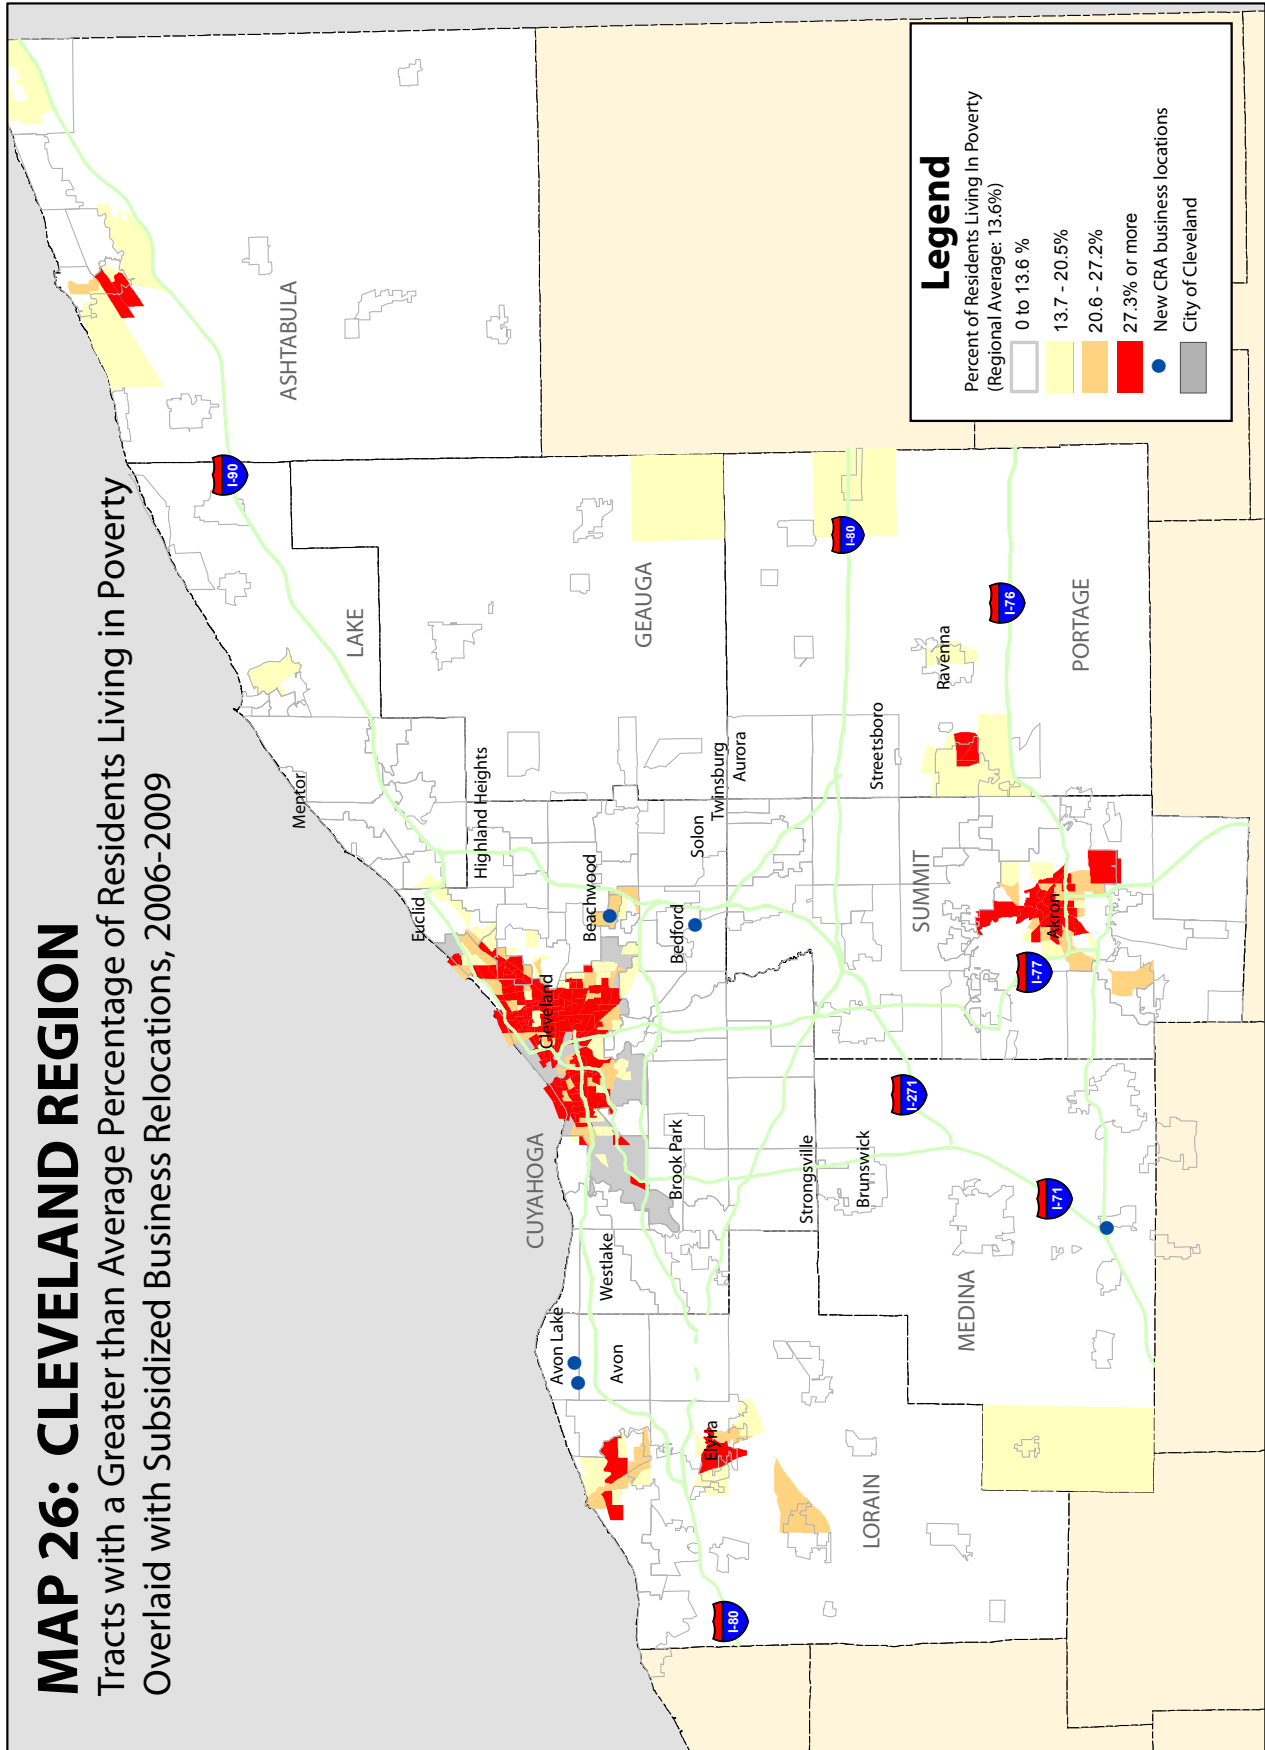 MAP 26: CLEVELAND REGION
Tracts with a Greater than Average Percentage of Residents Living in Poverty
Overlaid with Subsidized Business Relocations, 2006-2009
Legend
Percent of Residents Living In Poverty
(Regional Average: 13.6%)
0 to 13.6 %
13.7 - 20.5%
20.6 - 27.2%
27.3% or more
New CRA business locations
City of Cleveland
ASHTABULA
I-90
LAKE
Mentor
Euclid
Highland Heights
GEAUGA
CUYAHOGA
Cleveland
Beachwood
Avon Lake
Avon
Westlake
Brook Park
Bedford
Solon
Twinsburg
Aurora
Elyria
I-80
I-80
Strongsville
Brunswick
Streetsboro
LORAIN
I-271
SUMMIT
Ravenna
MEDINA
I-71
I-77
Akron
I-76
PORTAGE